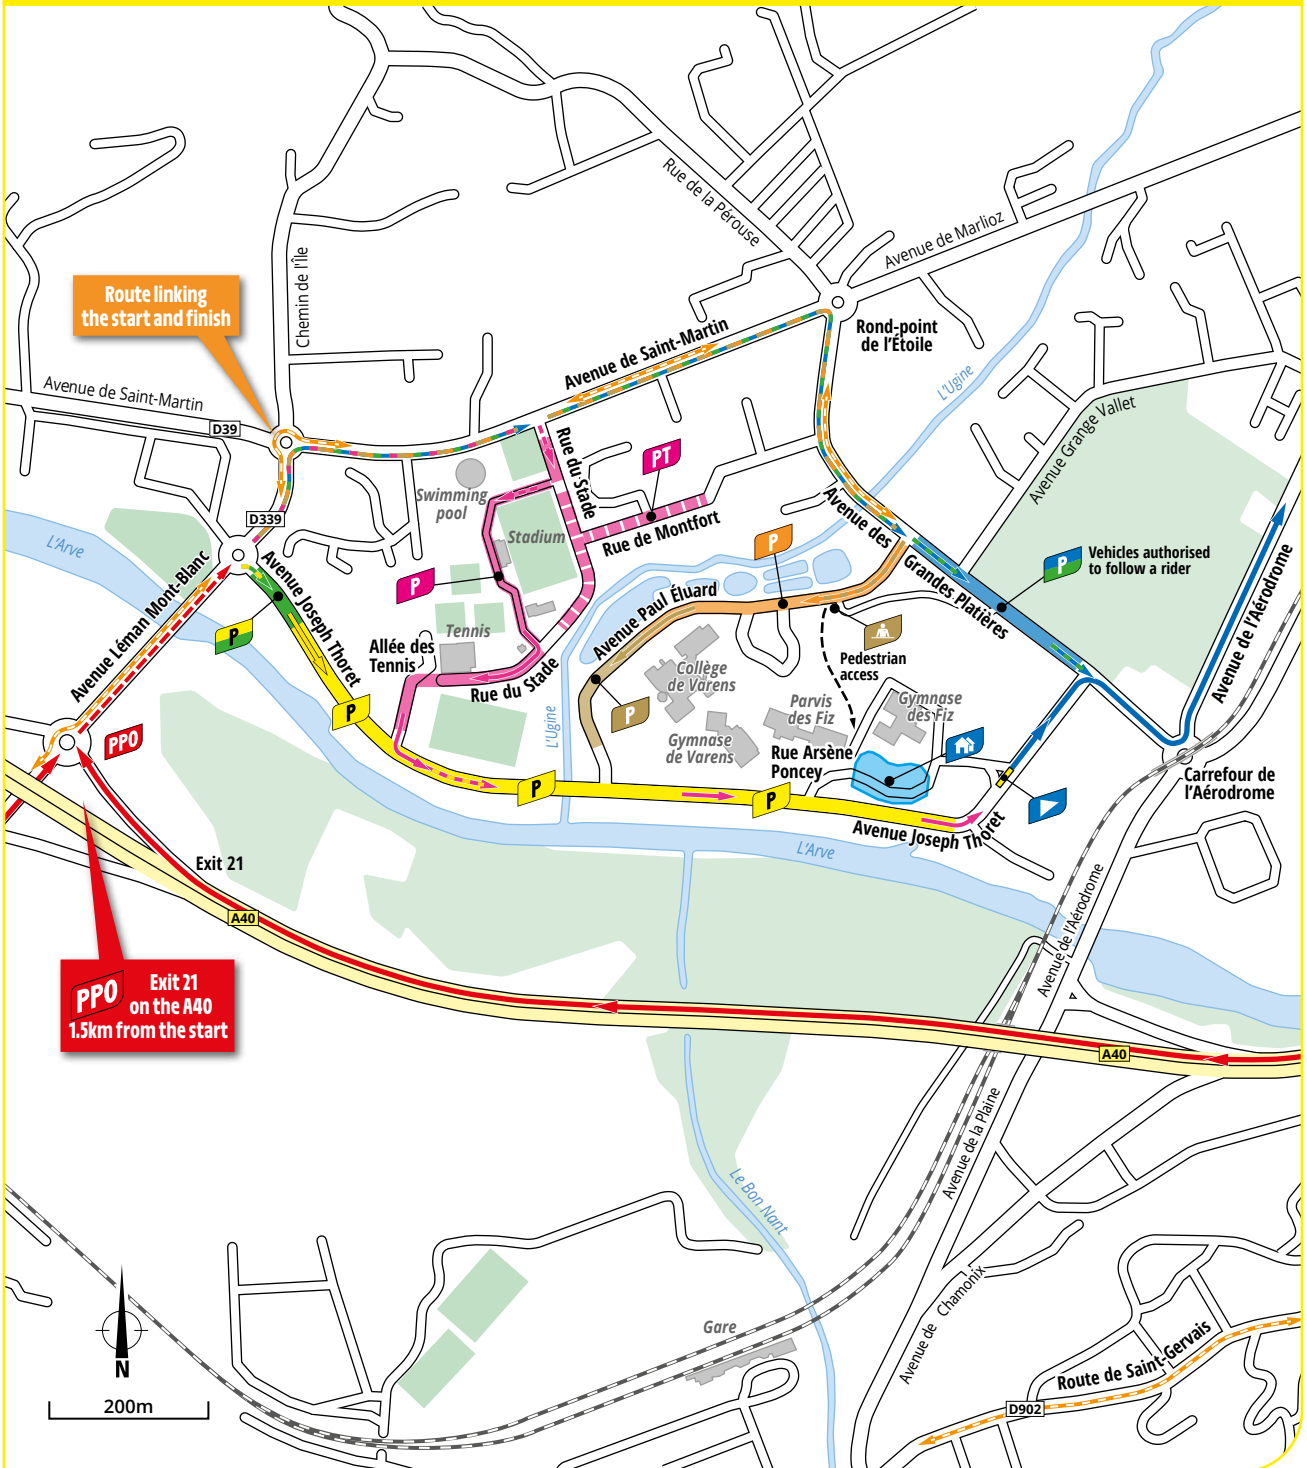 Rue de la Pérouse
Avenue de Marlioz
Chemin de l'Île
Route linking
the start and finish
Rond-point
de l'Étoile
Avenue de Saint-Martin
L'Ugine
Avenue de Saint-Martin
D39
Avenue Grange Vallet
Rue du Stade
PT
Swimming
pool
D339
Stadium
Rue de Montfort
Avenue des
Grandes Platières
L'Arve
P
P
Vehicles authorised
to follow a rider
Avenue Léman Mont-Blanc
Avenue Joseph Thoret
P
P
Avenue Paul Éluard
Tennis
Allée des
Tennis
Pedestrian
access
Avenue de l'Aérodrome
Collège
de Varens
Rue du Stade
Parvis
des Fiz
Gymnase
des Fiz
P
P
L'Ugine
Gymnase
de Varens
PPO
Rue Arsène
Poncey
Carrefour de
l'Aérodrome
P
P
Avenue Joseph Thoret
L'Arve
Exit 21
A40
Avenue de l'Aérodrome
PPO
Exit 21
on the A40
1.5km from the start
A40
Avenue de la Plaine
Le Bon Nant
Avenue de Chamonix
Gare
Route de Saint-Gervais
N
200m
D902